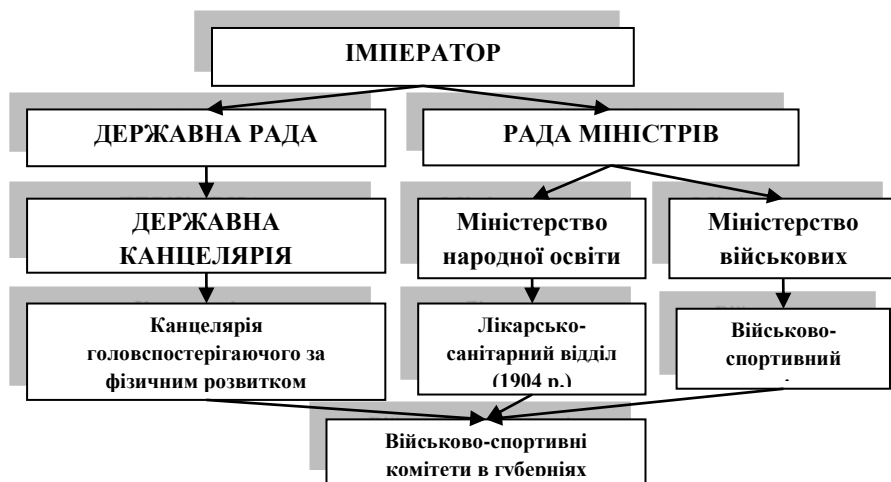 ІМПЕРАТОР
ДЕРЖАВНА РАДА
РАДА МІНІСТРІВ
ДЕРЖАВНА
КАНЦЕЛЯРІЯ
Міністерство
народної освіти
Міністерство
військових
Канцелярія
головспостерігаючого за
фізичним розвитком
Лікарсько-
санітарний відділ
(1904 р.)
Військово-
спортивний
Військово-спортивні
комітети в губерніях